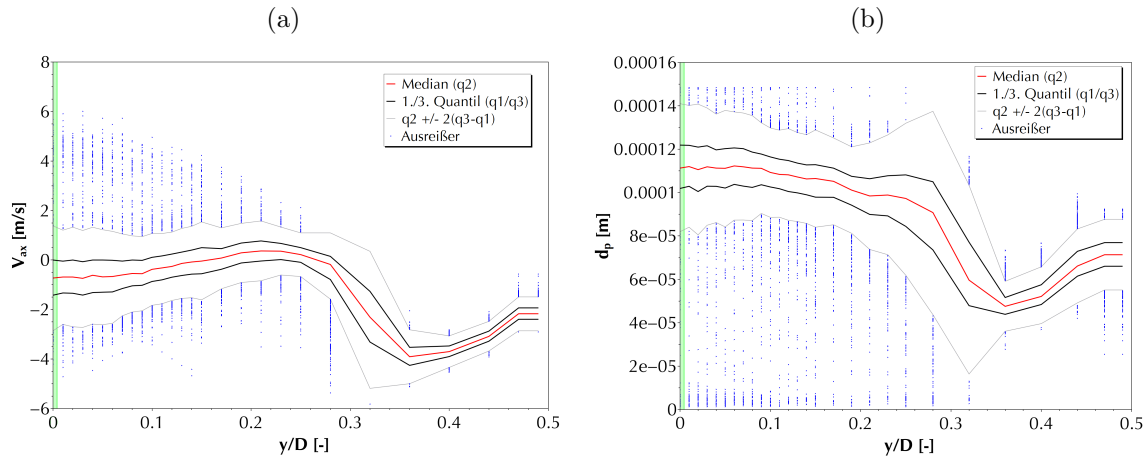 (a)
8
6
4
2
0
−2
−4
−6
V_ax [m/s]
0
0.1
0.2
0.3
0.4
0.5
y/D [-]
Median (q2)
1./3. Quantil (q1/q3)
q2 +/- 2(q3-q1)
Ausreißer
(b)
0.00016
0.00014
0.00012
0.0001
8e-05
6e-05
4e-05
2e-05
0
d_p [m]
0
0.1
0.2
0.3
0.4
0.5
y/D [-]
Median (q2)
1./3. Quantil (q1/q3)
q2 +/- 2(q3-q1)
Ausreißer